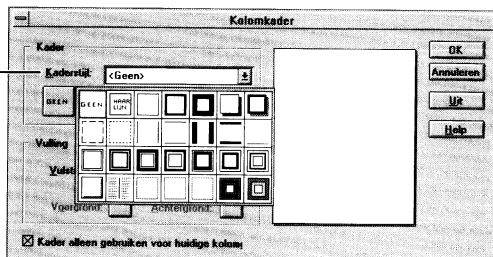 Kolomkader
Kader
Kaderstijl: <Geen>
GEEN
GEEN
HAAR
LIJN
Vulling
Vulst
Voorgrond: Achtergrond:
Kader alleen gebruiken voor huidige kolom
OK
Annuleren
Uit
Help